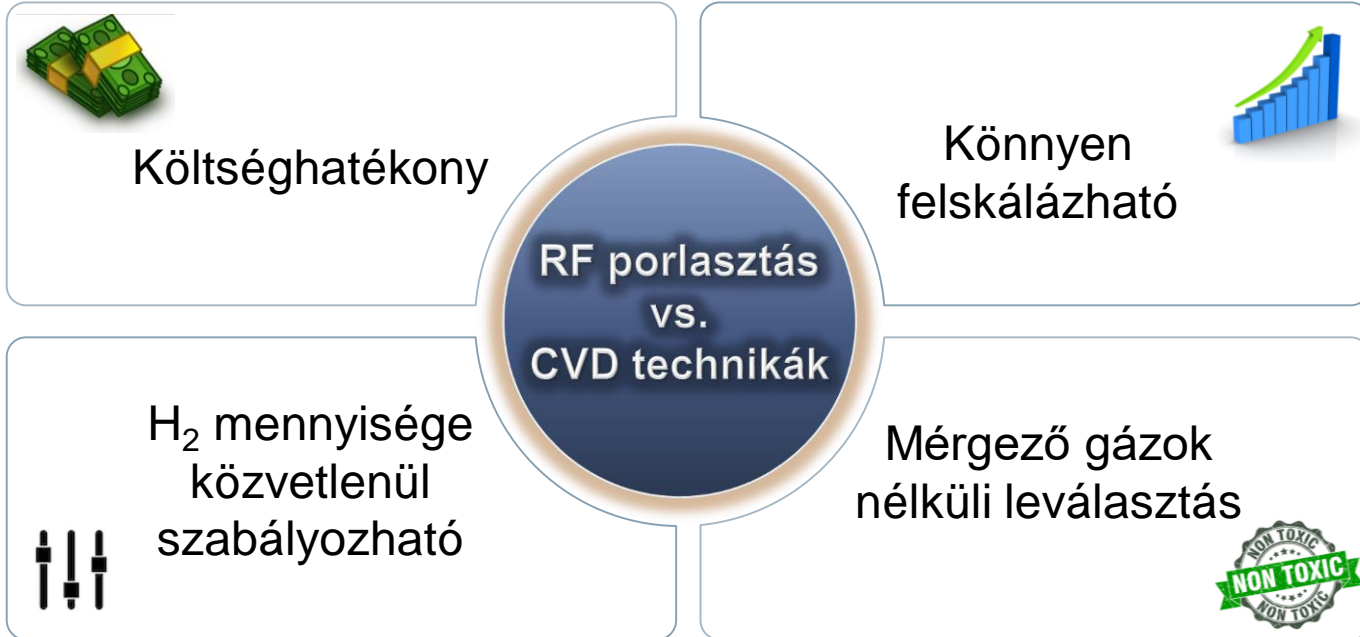 Költséghatékony
Könnyen
felskálázható
RF porlasztás
vs.
CVD technikák
H₂ mennyisége
közvetlenül
szabályozható
Mérgező gázok
nélküli leválasztás
NON TOXIC
NON TOXIC
NON TOXIC